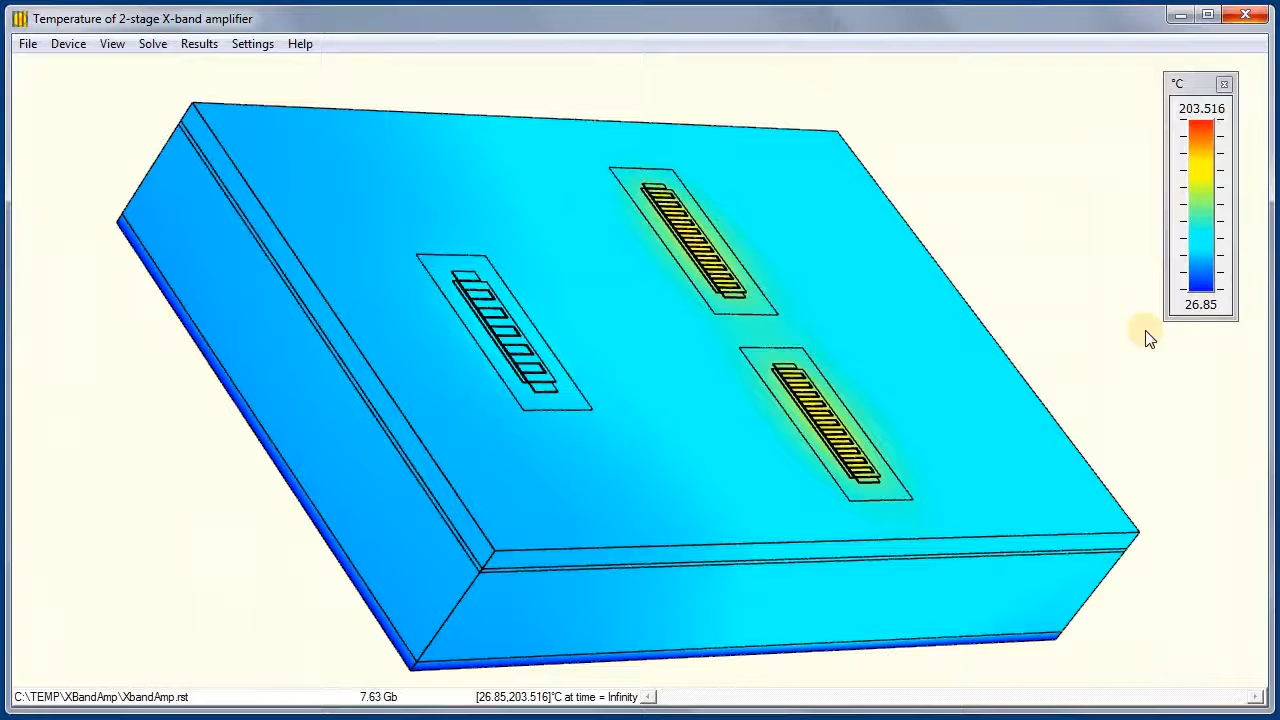 Temperature of 2-stage X-band amplifier
File Device View Solve Results Settings Help
°C
203.516
26.85
C:\TEMP\XBandAmp\XbandAmp.rst 7.63 Gb [26.85,203.516]°C at time = Infinity